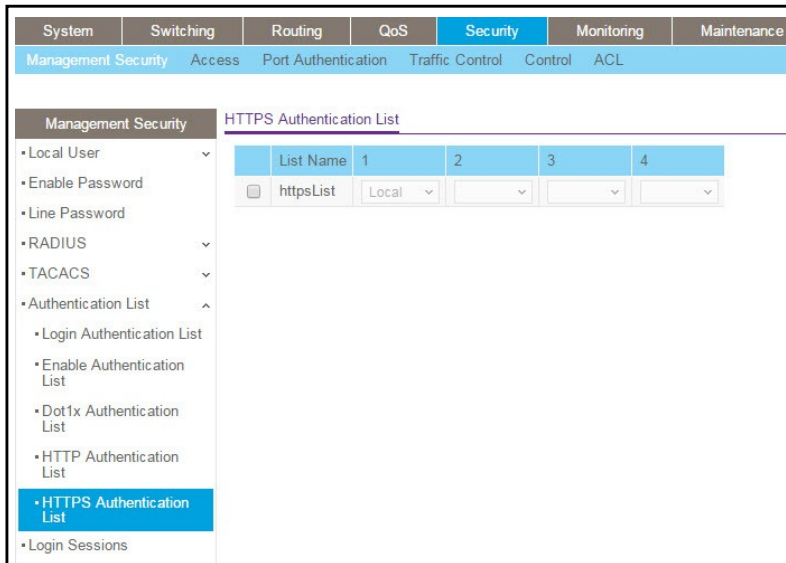 System Switching Routing QoS Security Monitoring Maintenance
Management Security Access Port Authentication Traffic Control Control ACL
Management Security
Local User
Enable Password
Line Password
RADIUS
TACACS
Authentication List
Login Authentication List
Enable Authentication
List
Dot1x Authentication
List
HTTP Authentication
List
HTTPS Authentication
List
Login Sessions
HTTPS Authentication List
List Name 1 2 3 4
httpsList Local